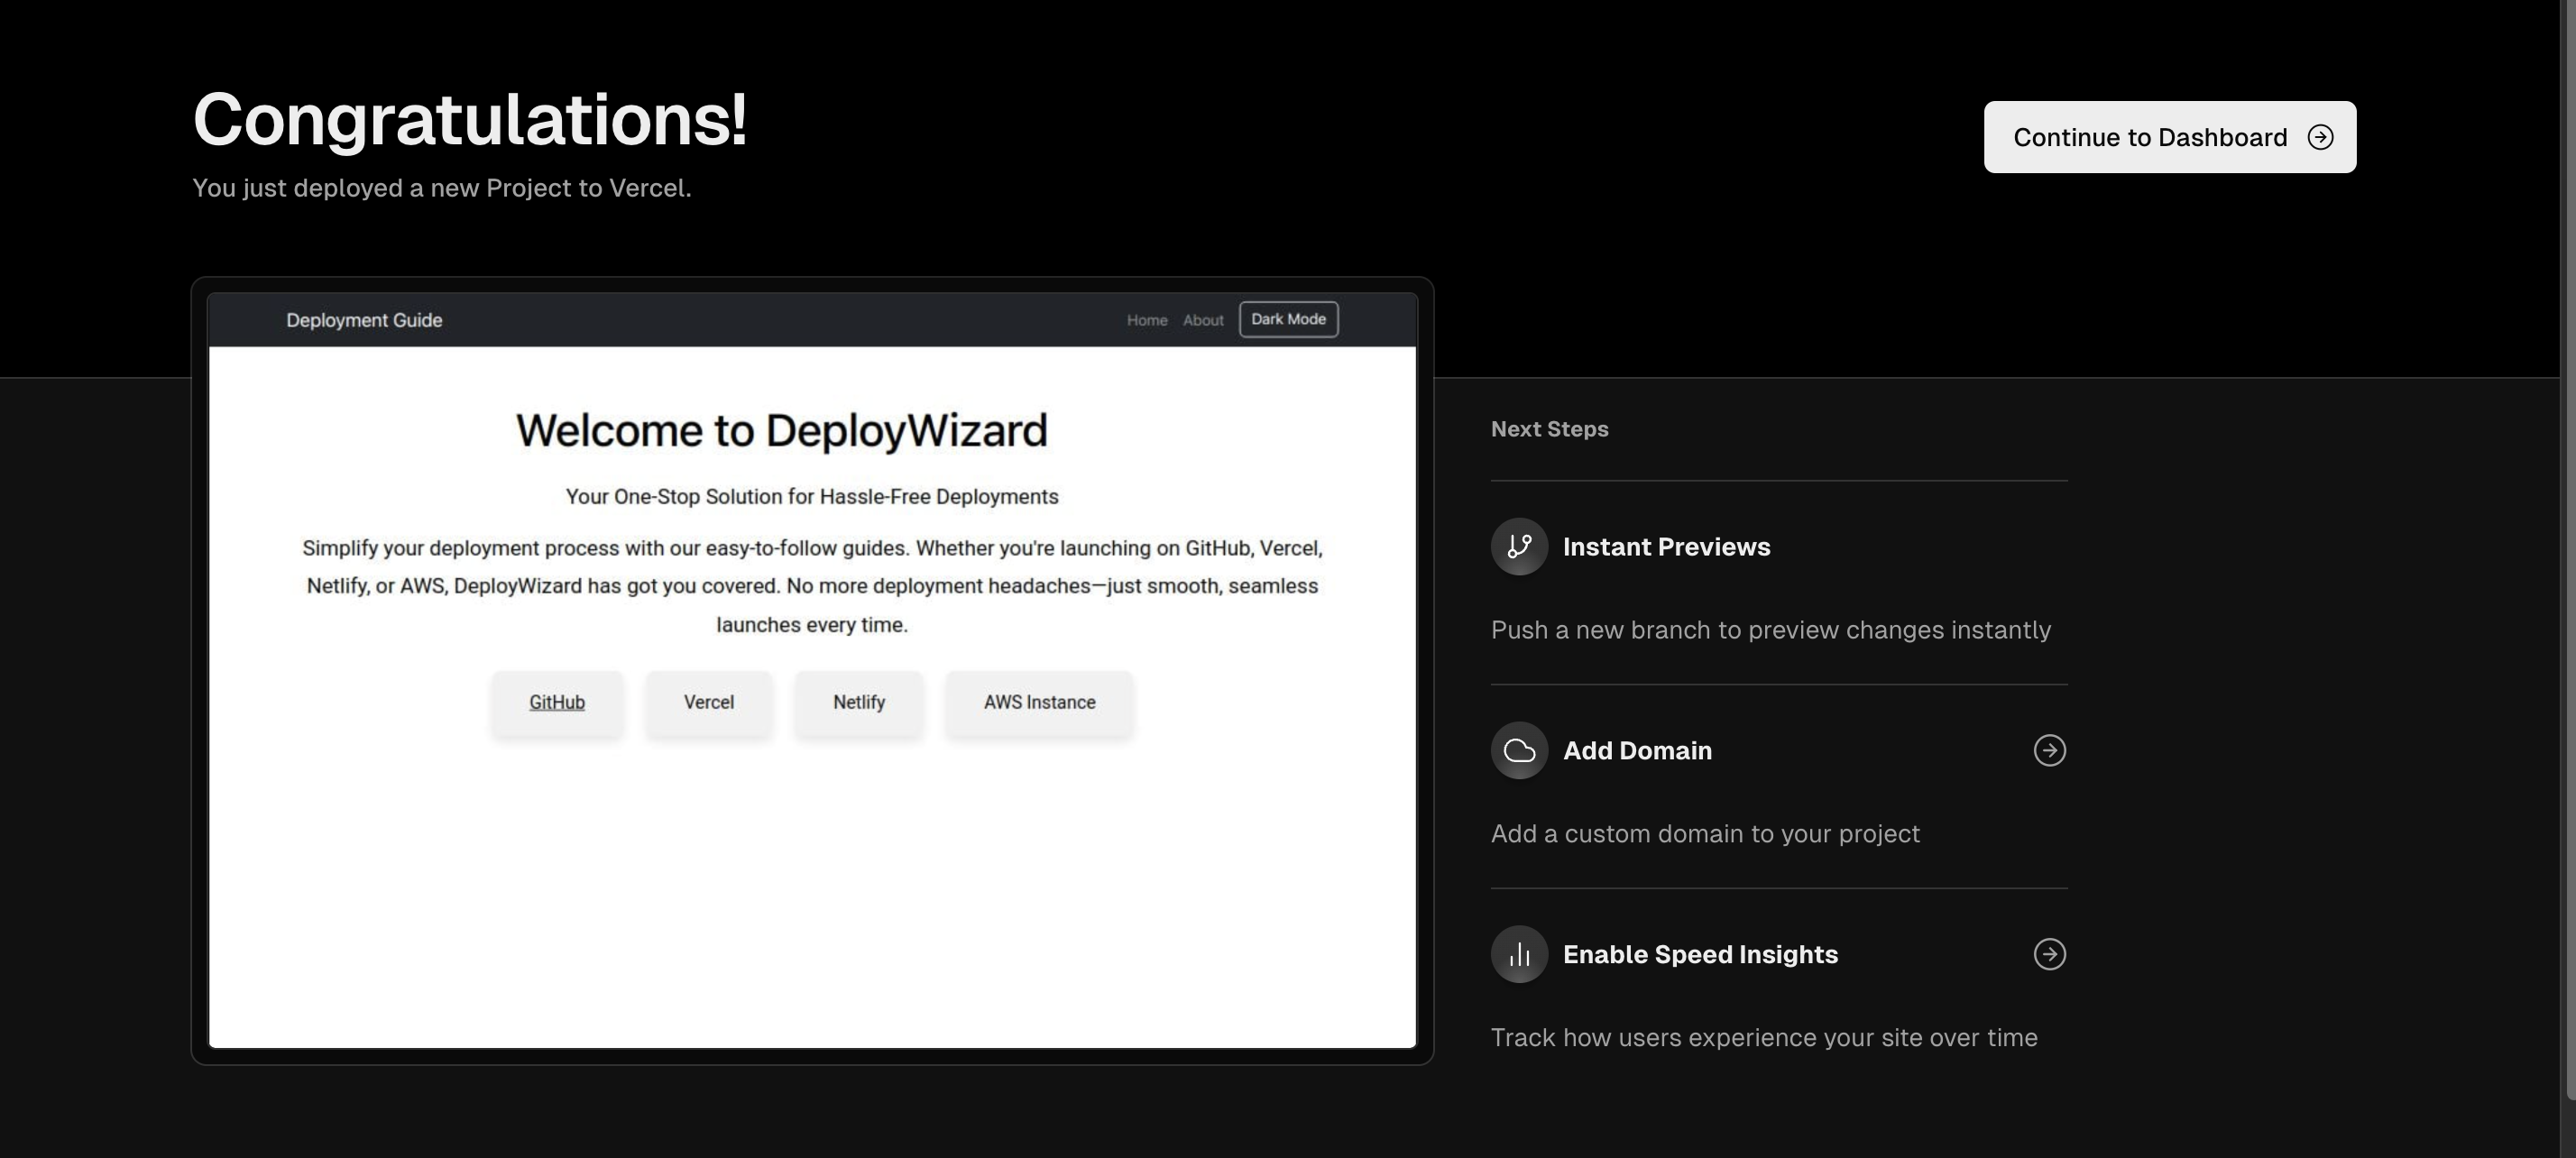 Congratulations!
You just deployed a new Project to Vercel.
Continue to Dashboard
Deployment Guide
Home
About
Dark Mode
Welcome to DeployWizard
Your One-Stop Solution for Hassle-Free Deployments
Simplify your deployment process with our easy-to-follow guides. Whether you're launching on GitHub, Vercel,
Netlify, or AWS, DeployWizard has got you covered. No more deployment headaches—just smooth, seamless
launches every time.
GitHub
Vercel
Netlify
AWS Instance
Next Steps
Instant Previews
Push a new branch to preview changes instantly
Add Domain
Add a custom domain to your project
Enable Speed Insights
Track how users experience your site over time